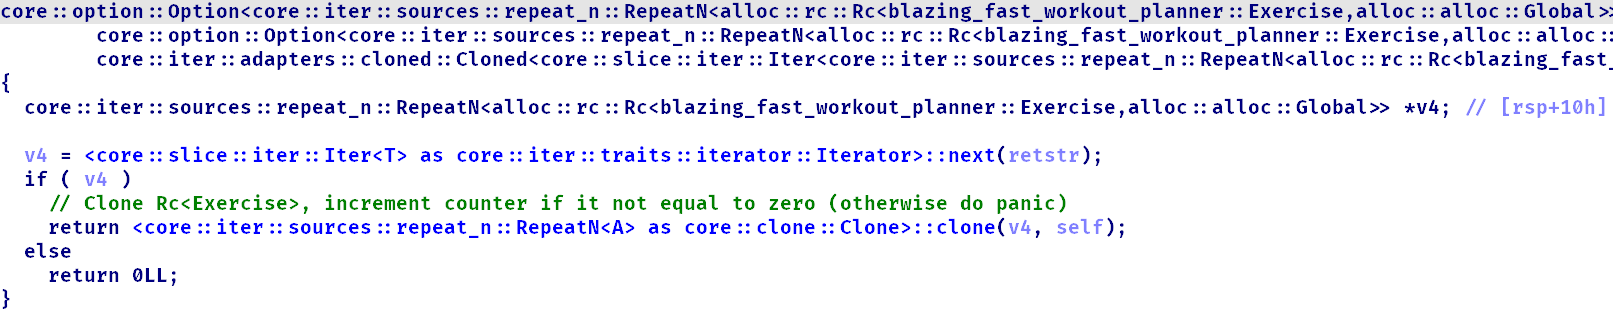 core::option::Option<core::iter::sources::repeat_n::RepeatN<alloc::rc::Rc<blazing_fast_workout_planner::Exercise,alloc::alloc::Global>>
core::option::Option<core::iter::sources::repeat_n::RepeatN<alloc::rc::Rc<blazing_fast_workout_planner::Exercise,alloc::alloc::
core::iter::adapters::cloned::Cloned<core::slice::iter::Iter<core::iter::sources::repeat_n::RepeatN<alloc::rc::Rc<blazing_fast_
{
core::iter::sources::repeat_n::RepeatN<alloc::rc::Rc<blazing_fast_workout_planner::Exercise,alloc::alloc::Global>> *v4; // [rsp+10h]
v4 = <core::slice::iter::Iter<T> as core::iter::traits::iterator::Iterator>::next(retstr);
if ( v4 )
// Clone Rc<Exercise>, increment counter if it not equal to zero (otherwise do panic)
return <core::iter::sources::repeat_n::RepeatN<A> as core::clone::Clone>::clone(v4, self);
else
return 0LL;
}